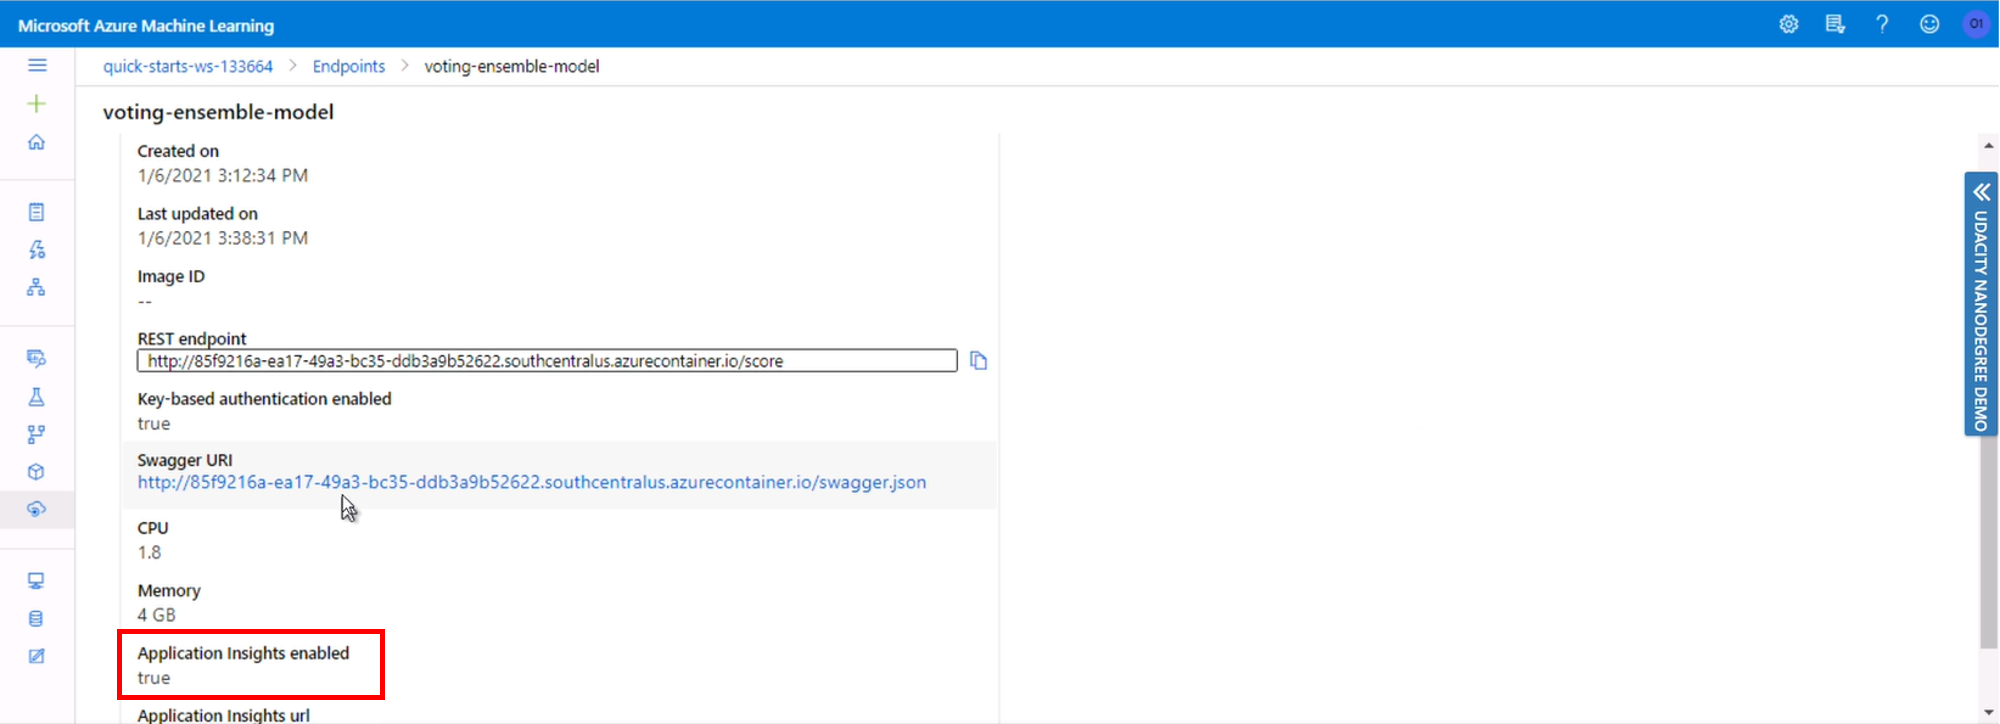 Microsoft Azure Machine Learning
O1
quick-starts-ws-133664 > Endpoints > voting-ensemble-model
voting-ensemble-model
Created on
1/6/2021 3:12:34 PM
Last updated on
1/6/2021 3:38:31 PM
Image ID
--
REST endpoint
http://85f9216a-ea17-49a3-bc35-ddb3a9b52622.southcentralus.azurecontainer.io/score
Key-based authentication enabled
true
Swagger URI
http://85f9216a-ea17-49a3-bc35-ddb3a9b52622.southcentralus.azurecontainer.io/swagger.json
CPU
1.8
Memory
4 GB
Application Insights enabled
true
Application Insights url
UDACITY NANODEGREE DEMO